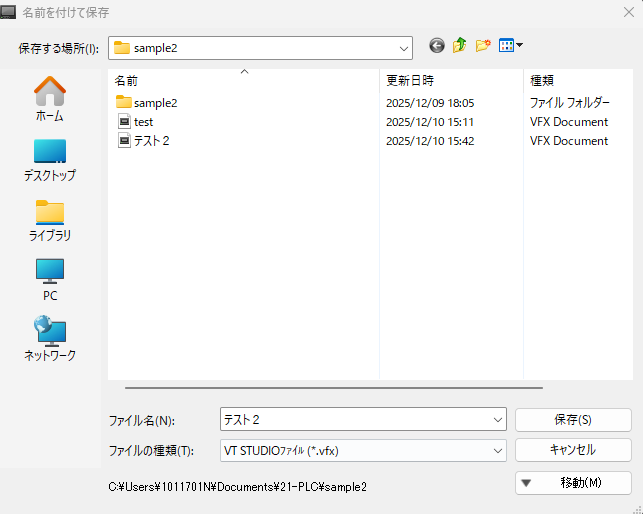 名前を付けて保存
保存する場所(I): sample2
名前 更新日時 種類
sample2 2025/12/09 18:05 ファイル フォルダー
test 2025/12/10 15:11 VFX Document
テスト２ 2025/12/10 15:42 VFX Document
ホーム
デスクトップ
ライブラリ
PC
ネットワーク
ファイル名(N): テスト２ 保存(S)
ファイルの種類(T): VT STUDIOファイル (*.vfx) キャンセル
C:¥Users¥1011701N¥Documents¥21-PLC¥sample2 移動(M)